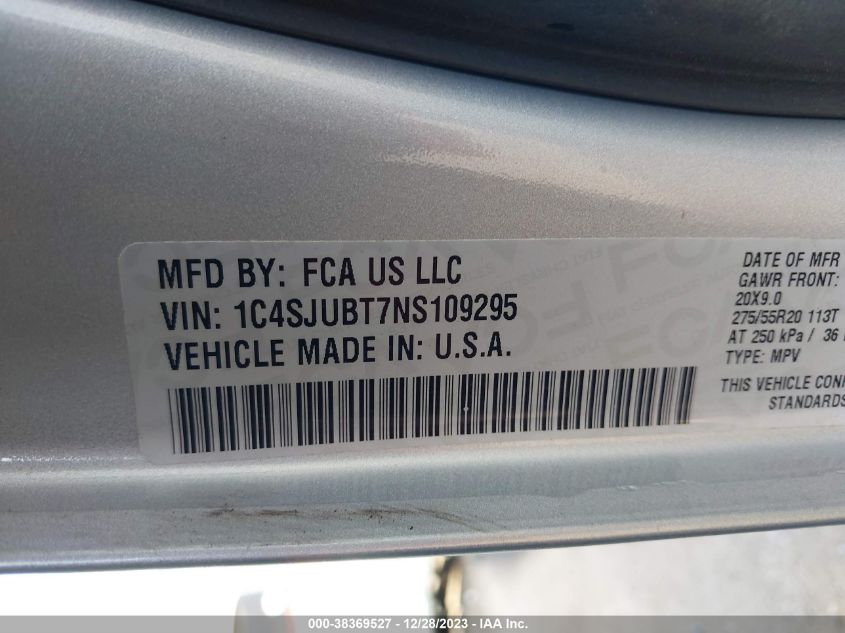 MFD BY: FCA US LLC
VIN: 1C4SJUBT7NS109295
VEHICLE MADE IN: U.S.A.
DATE OF MFR
GAWR FRONT:
20X9.0
275/55R20 113T
AT 250 kPa / 36
TYPE: MPV
THIS VEHICLE
STANDARDS
000-38369527 - 12/28/2023 - IAA Inc.